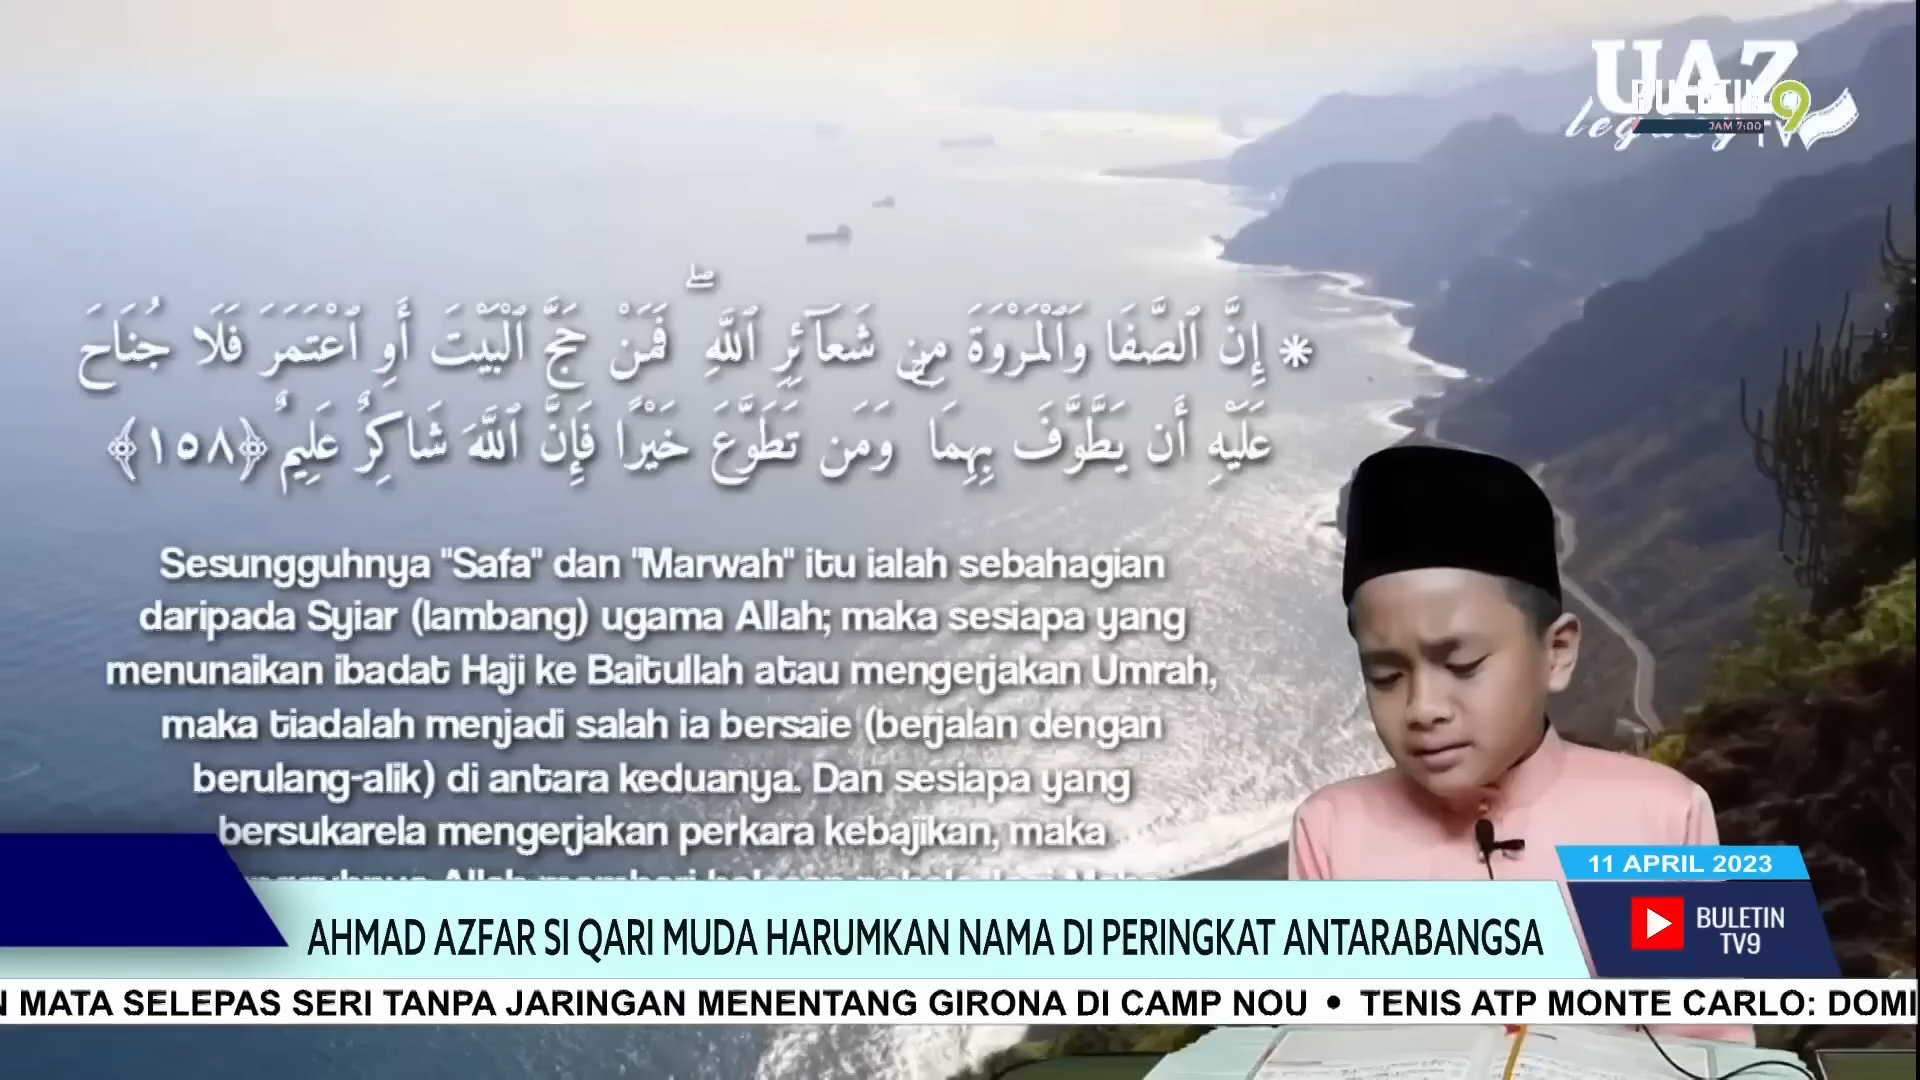 UAZ
BULETIN 9
JAM 7:00
legacy TV
* إِنَّ ٱلصَّفَا وَٱلْمَرْوَةَ مِن شَعَآئِرِ ٱللَّهِ ۖ فَمَنْ حَجَّ ٱلْبَيْتَ أَوِ ٱعْتَمَرَ فَلَا جُنَاحَ
عَلَيْهِ أَن يَطَّوَّفَ بِهِمَا وَمَن تَطَوَّعَ خَيْرًا فَإِنَّ ٱللَّهَ شَاكِرٌ عَلِيمٌ ﴿١٥٨﴾
Sesungguhnya "Safa" dan "Marwah" itu ialah sebahagian
daripada Syiar (lambang) ugama Allah; maka sesiapa yang
menunaikan ibadat Haji ke Baitullah atau mengerjakan Umrah,
maka tiadalah menjadi salah ia bersaie (berjalan dengan
berulang-alik) di antara keduanya. Dan sesiapa yang
bersukarela mengerjakan perkara kebajikan, maka
11 APRIL 2023
AHMAD AZFAR SI QARI MUDA HARUMKAN NAMA DI PERINGKAT ANTARABANGSA
BULETIN
TV9
N MATA SELEPAS SERI TANPA JARINGAN MENENTANG GIRONA DI CAMP NOU • TENIS ATP MONTE CARLO: DOMI